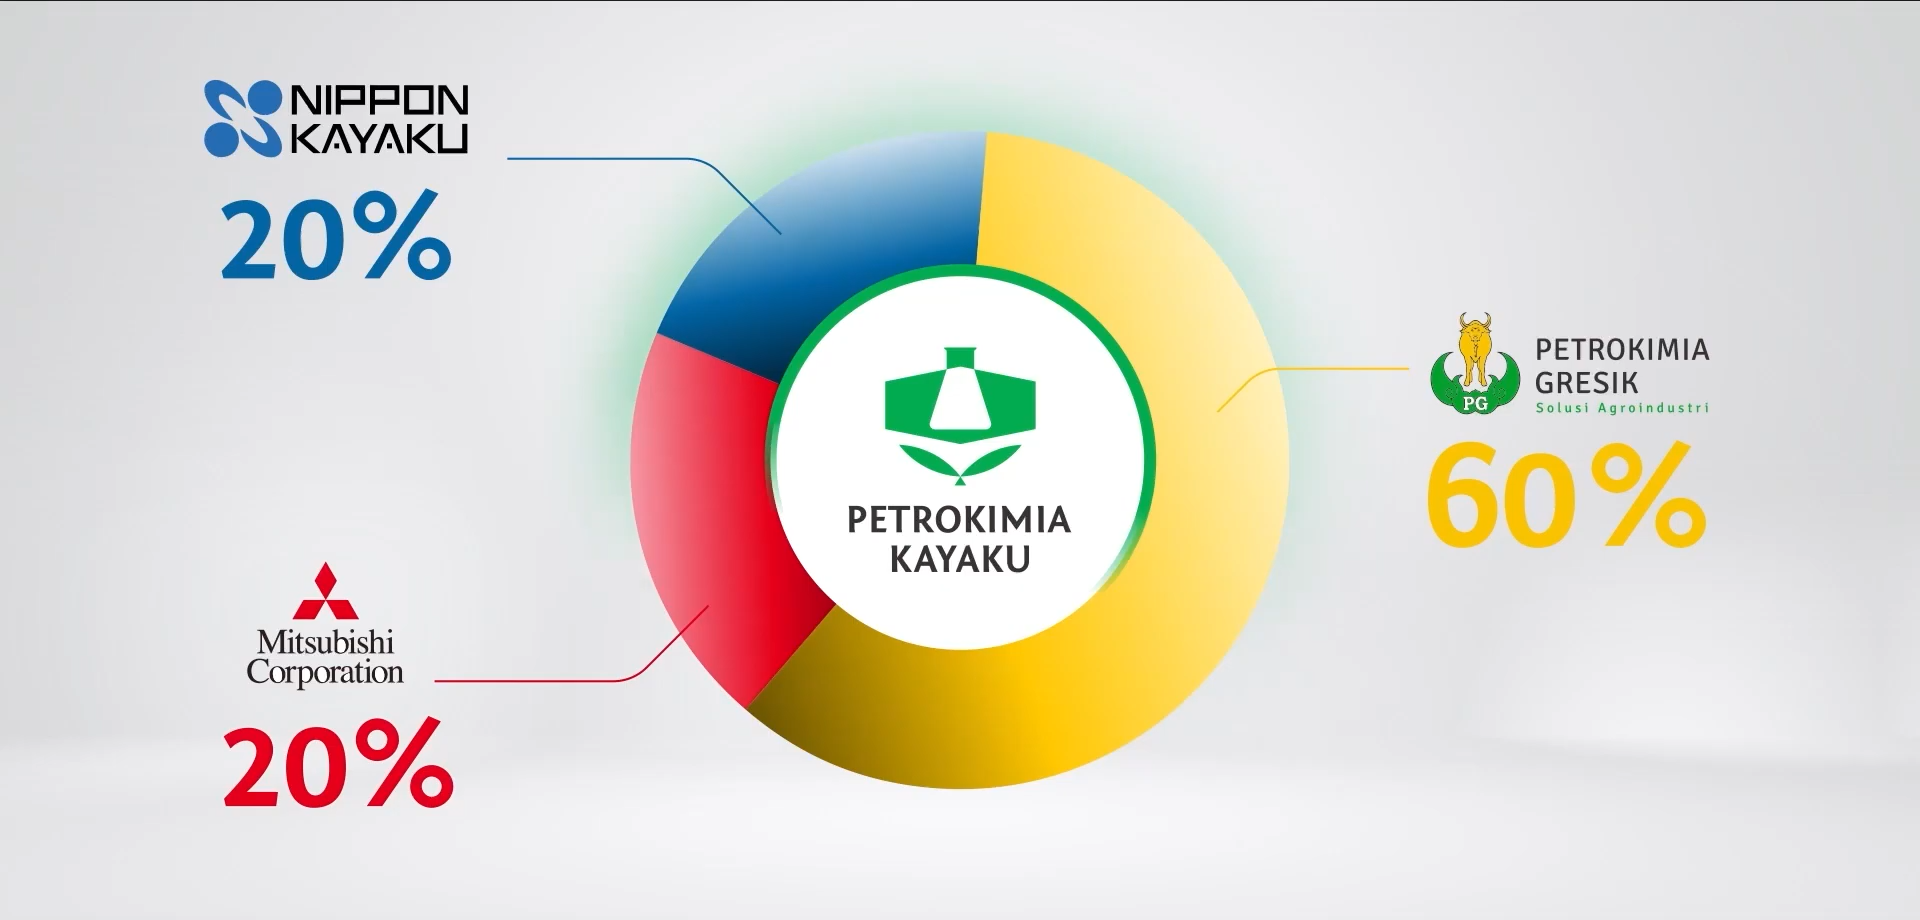 NIPPON
KAYAKU
20%
PETROKIMIA
GRESIK
Solusi Agroindustri
PG
60%
PETROKIMIA
KAYAKU
Mitsubishi
Corporation
20%